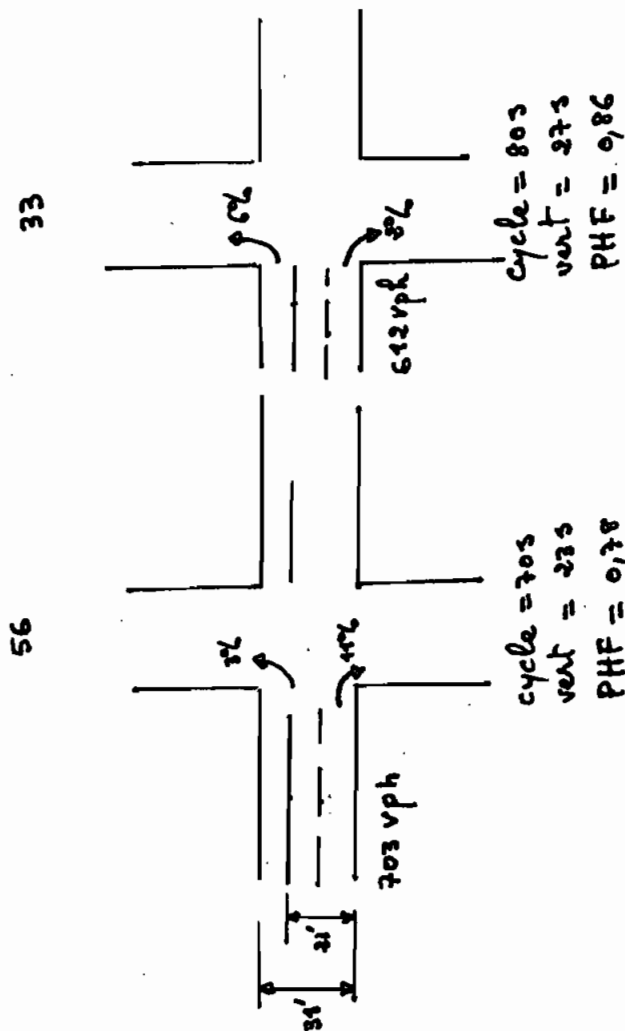 56
33
3%
11%
6%
8%
703 vph
612 vph
31'
21'
cycle = 70s
vert = 23s
PHF = 0,78
cycle = 80s
vert = 27s
PHF = 0,86